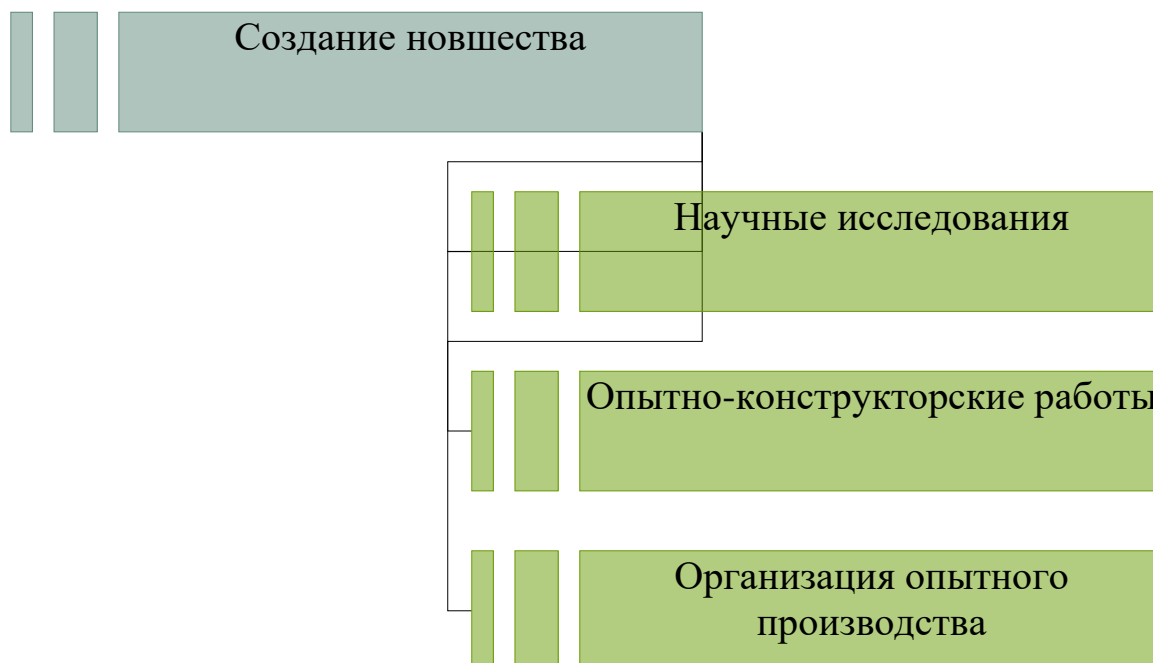 Создание новшества
Научные исследования
Опытно-конструкторские работы
Организация опытного
производства